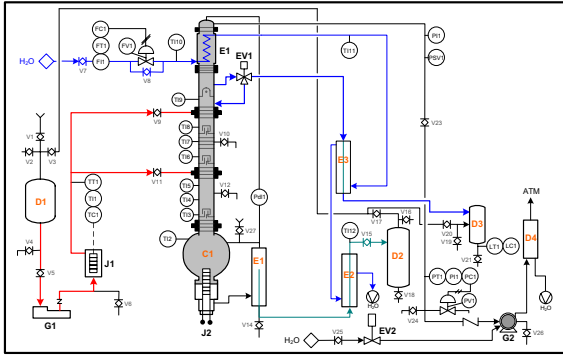 FC1
FT1
FI1
FV1
TI10
E1
EV1
TI11
PI1
PSV1
H₂O
V7
V8
TI9
V1
V2
V3
V9
TI8
TI7
TI6
V10
V23
E3
ATM
V11
TT1
TI1
TC1
TI5
TI4
TI3
V12
PdI1
D1
V17
V16
D3
D4
V20
V19
V4
V5
TI2
V27
TI12
V15
LT1
LC1
V21
C1
J1
E1
E2
D2
PT1
PI1
PC1
H₂O
V18
PV1
H₂O
G1
V6
J2
V14
V24
G2
H₂O
V25
EV2
V26